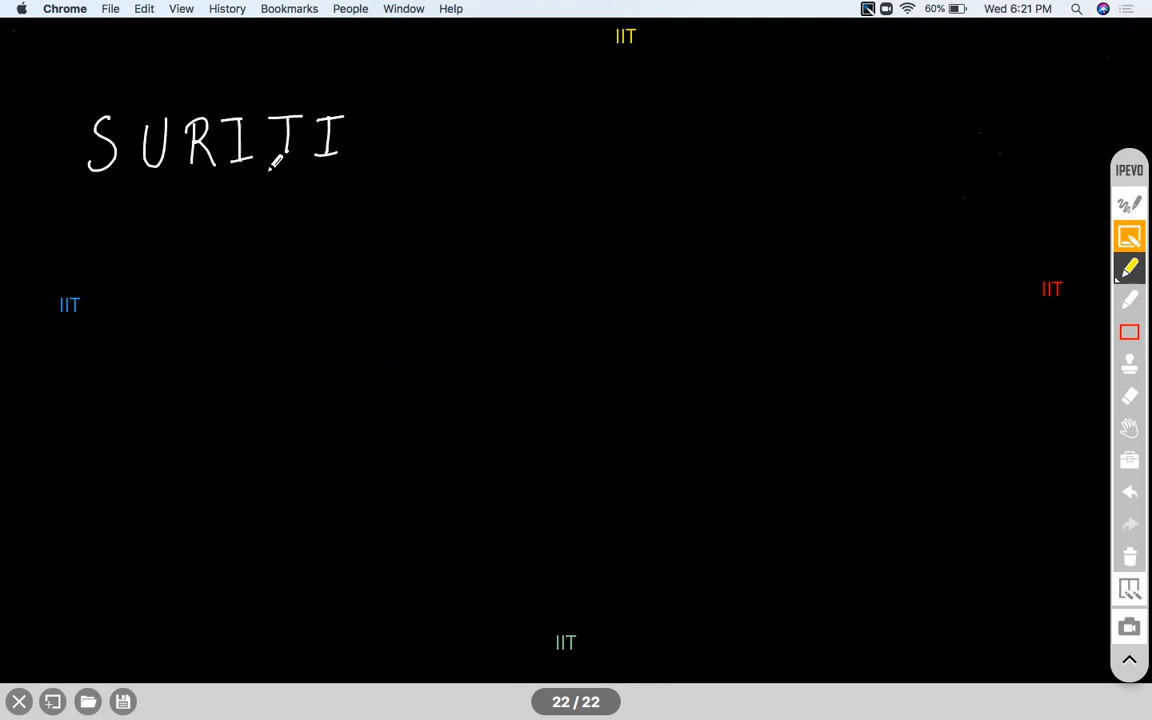 Chrome File Edit View History Bookmarks People Window Help 60% Wed 6:21 PM
IIT
SURITI
IPEVO
IIT
IIT
IIT
22 / 22